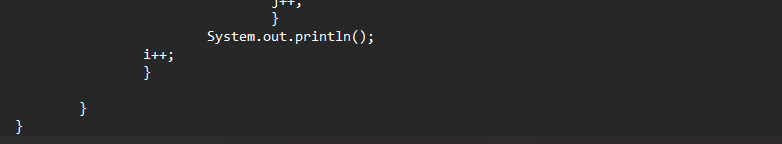 j++;
}
System.out.println();
i++;
}
}
}